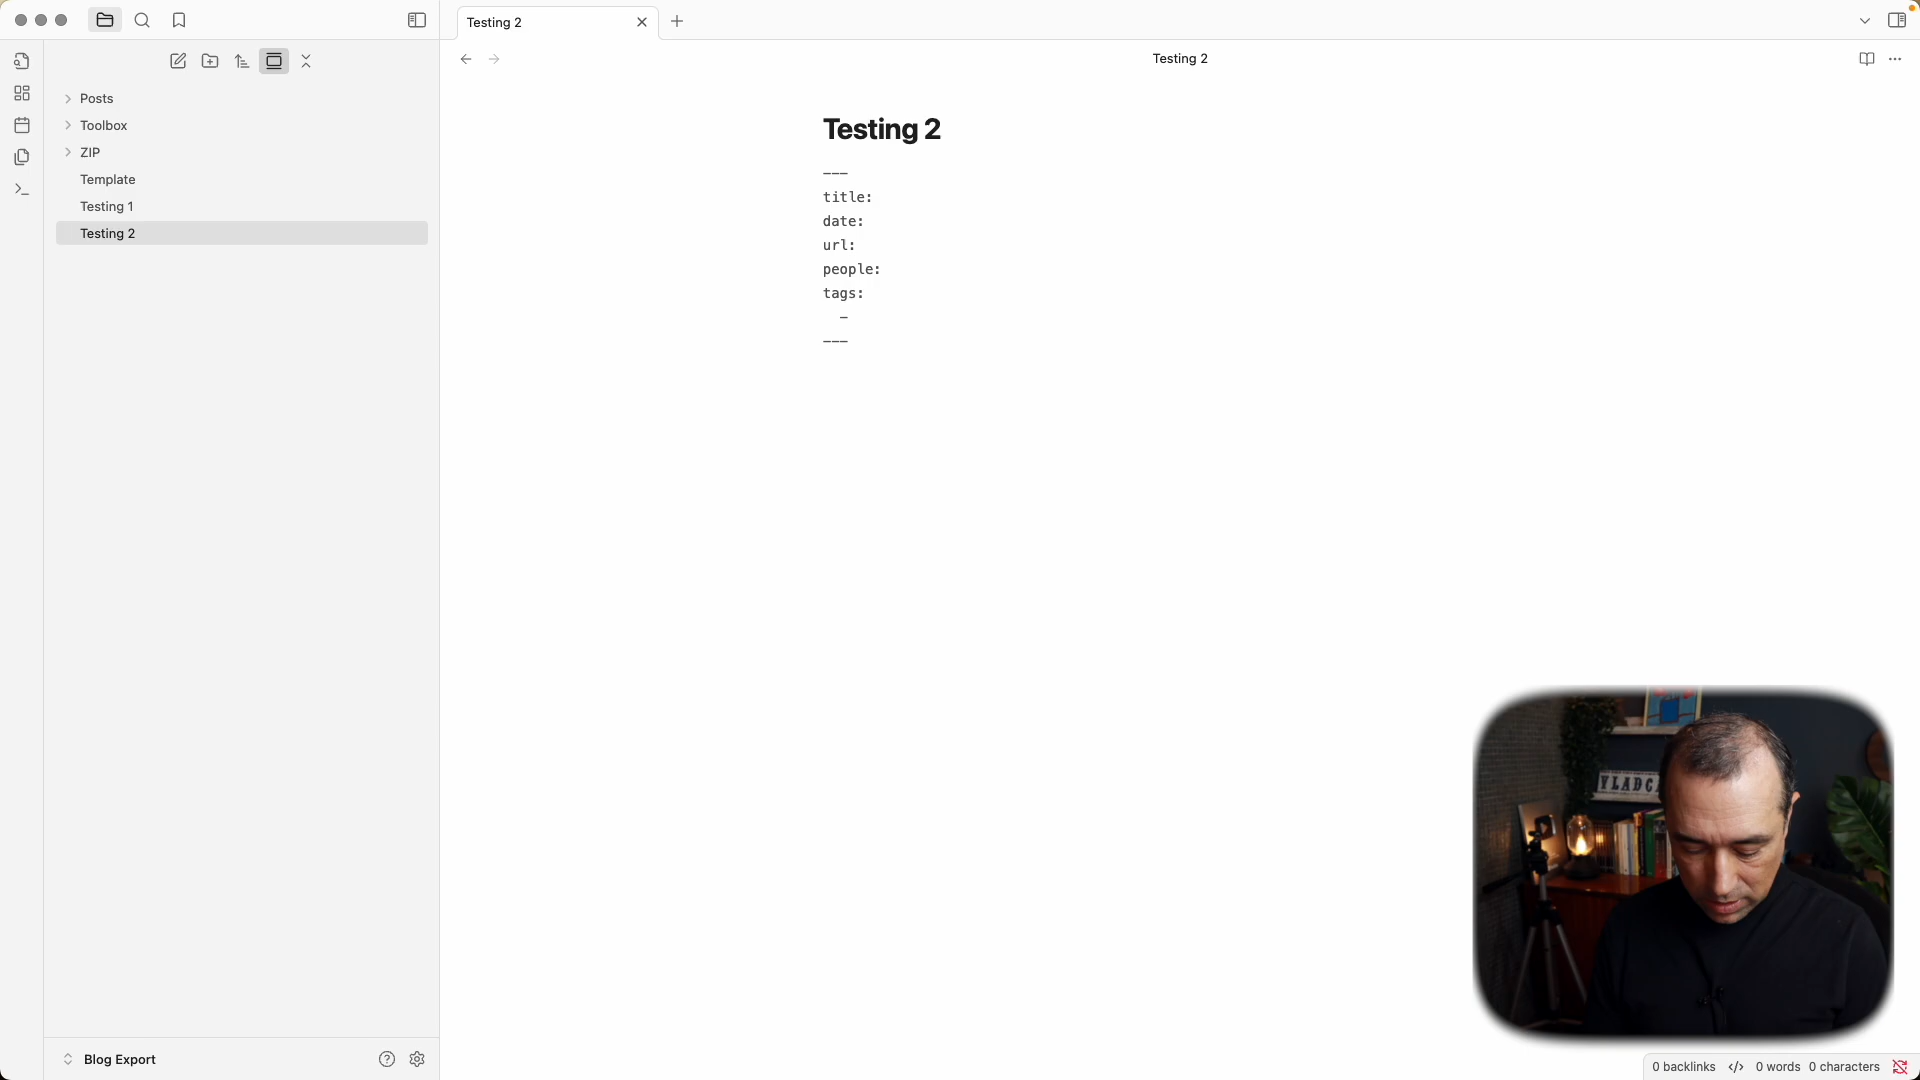 Testing 2
Testing 2
Posts
Toolbox
ZIP
Template
Testing 1
Testing 2
Testing 2
---
title:
date:
url:
people:
tags:
-
---
Blog Export
0 backlinks </> 0 words 0 characters